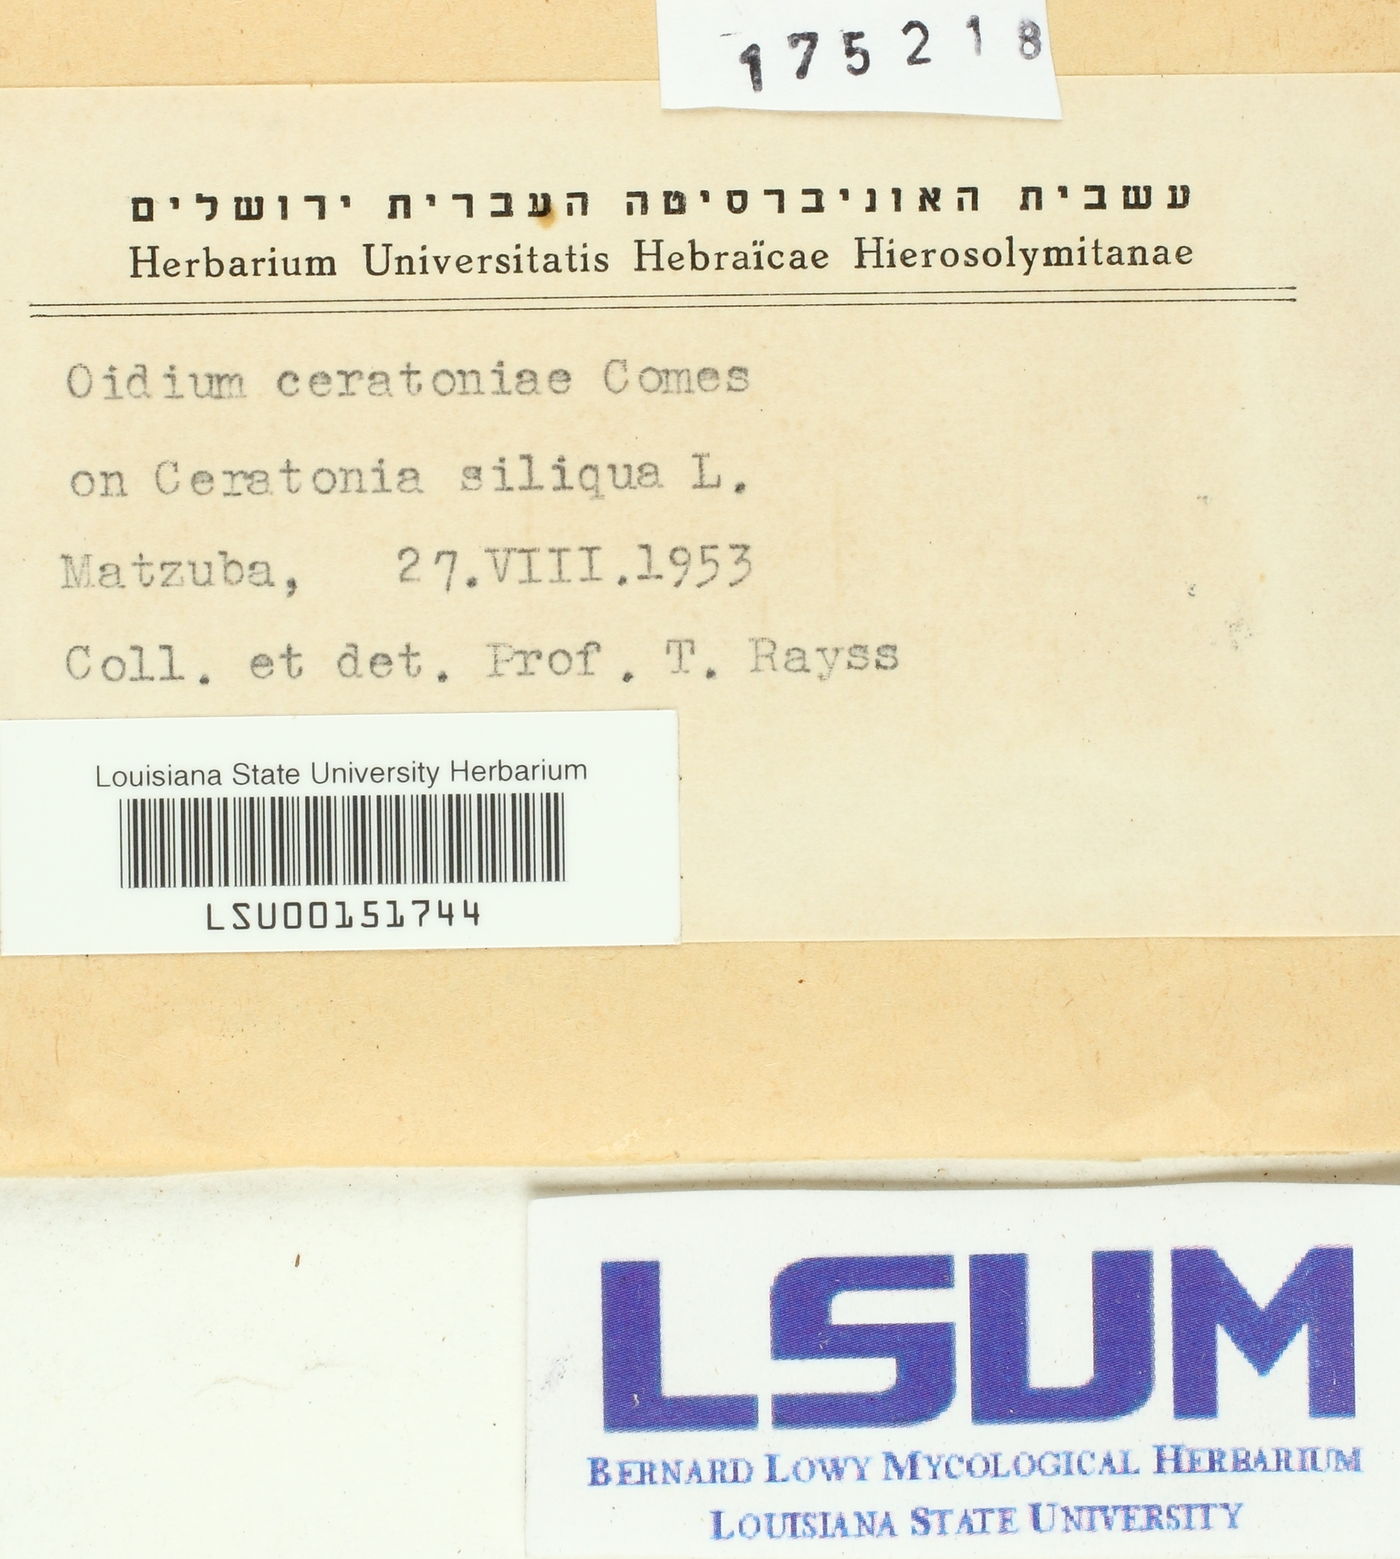 175218
עשבית האוניברסיטה העברית ירושלים
Herbarium Universitatis Hebraïcae Hierosolymitanae
Oidium ceratoniae Comes
on Ceratonia siliqua L.
Matzuba, 27.VIII.1953
Coll. et det. Prof. T. Rayss
Louisiana State University Herbarium
LSU00151744
LSUM
BERNARD LOWY MYCOLOGICAL HERBARIUM
LOUISIANA STATE UNIVERSITY